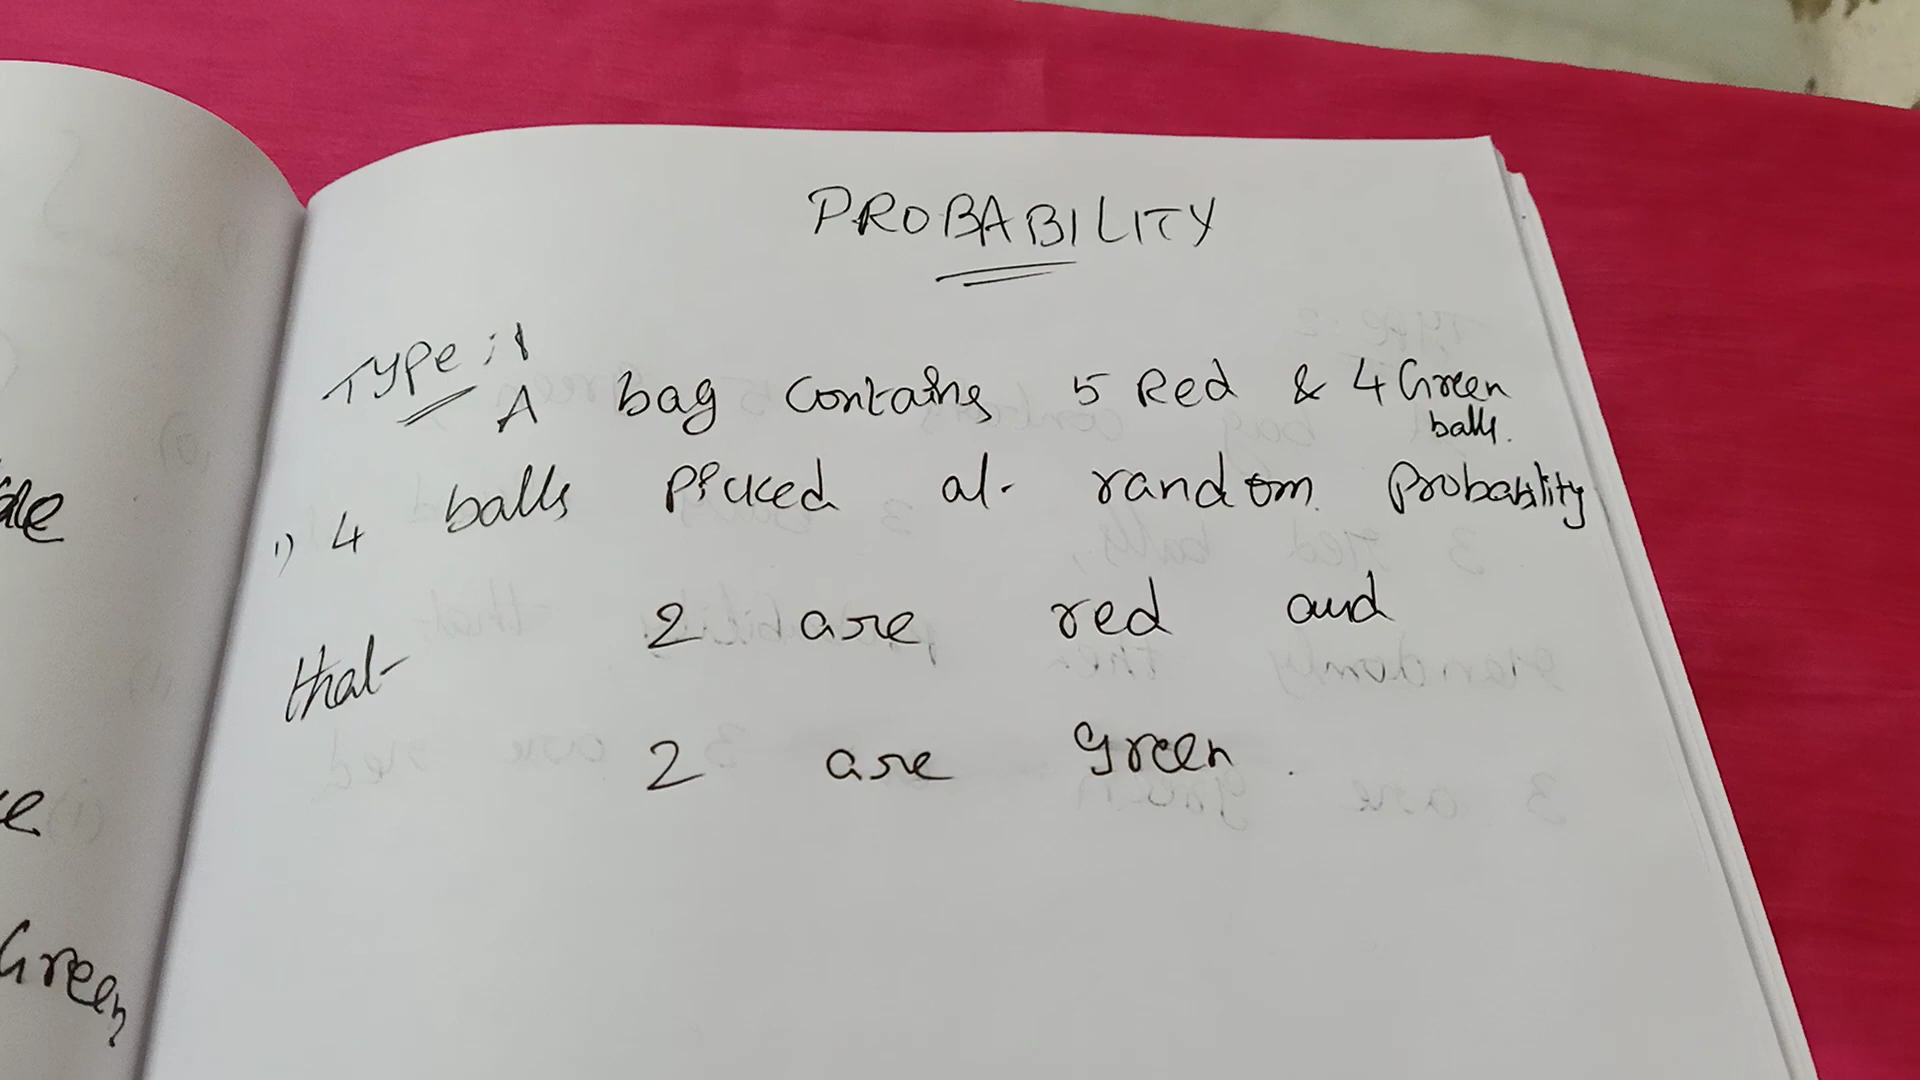 PROBABILITY
Type : 1
A bag contains 5 Red & 4 Green
balls.
1) 4 balls picked at random. Probability
that 2 are red and
2 are green.
Green